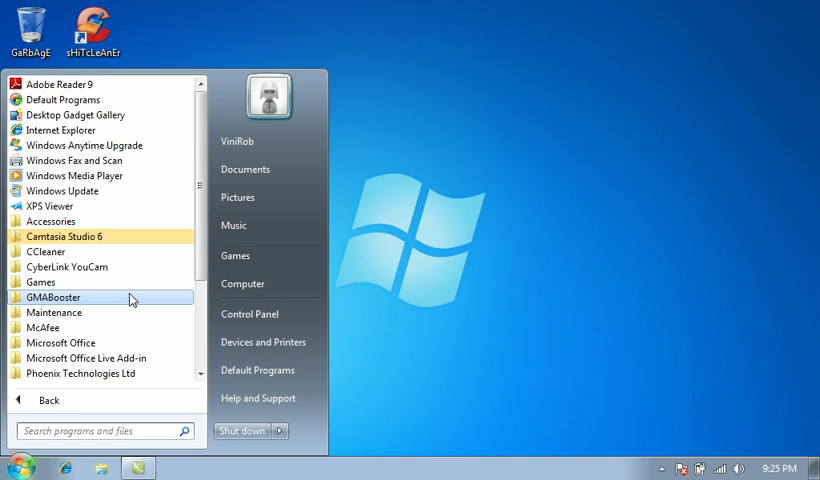 GaRbAgE
sHiTcLeAnEr
Adobe Reader 9
Default Programs
Desktop Gadget Gallery
Internet Explorer
Windows Anytime Upgrade
Windows Fax and Scan
Windows Media Player
Windows Update
XPS Viewer
Accessories
Camtasia Studio 6
CCleaner
CyberLink YouCam
Games
GMABooster
Maintenance
McAfee
Microsoft Office
Microsoft Office Live Add-in
Phoenix Technologies Ltd
Back
Search programs and files
ViniRob
Documents
Pictures
Music
Games
Computer
Control Panel
Devices and Printers
Default Programs
Help and Support
Shut down
9:25 PM